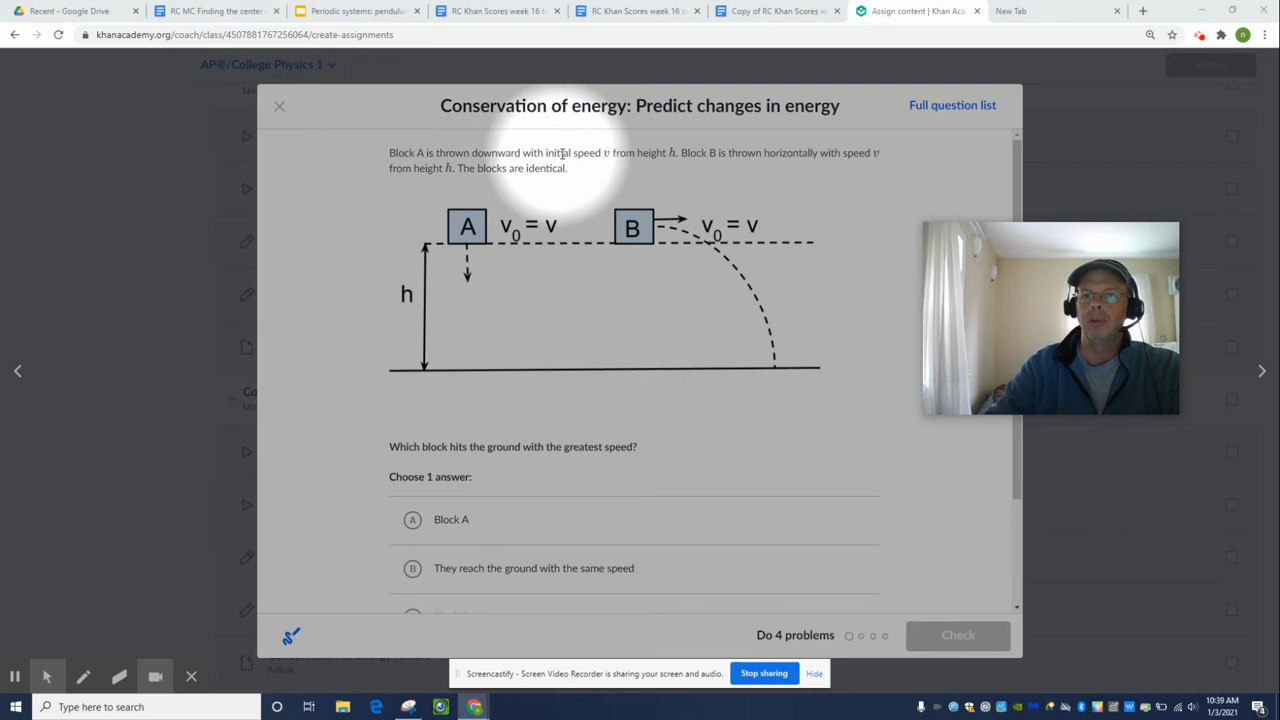 Recent - Google Drive
RC MC Finding the center
Periodic systems: pendulu
RC Khan Scores week 16 t
RC Khan Scores week 16 c
Copy of RC Khan Scores w
Assign content | Khan Aca
New Tab
khanacademy.org/coach/class/4507881767256064/create-assignments
n
AP®/College Physics 1
Assign
Conservation of energy: Predict changes in energy
Full question list
Block A is thrown downward with initial speed v from height h. Block B is thrown horizontally with speed v
from height h. The blocks are identical.
A v0 = v B v0 = v
h
Co
Which block hits the ground with the greatest speed?
Choose 1 answer:
A Block A
B They reach the ground with the same speed
Do 4 problems
Check
Article
Screencastify - Screen Video Recorder is sharing your screen and audio.
Stop sharing
Hide
Type here to search
10:39 AM
1/3/2021